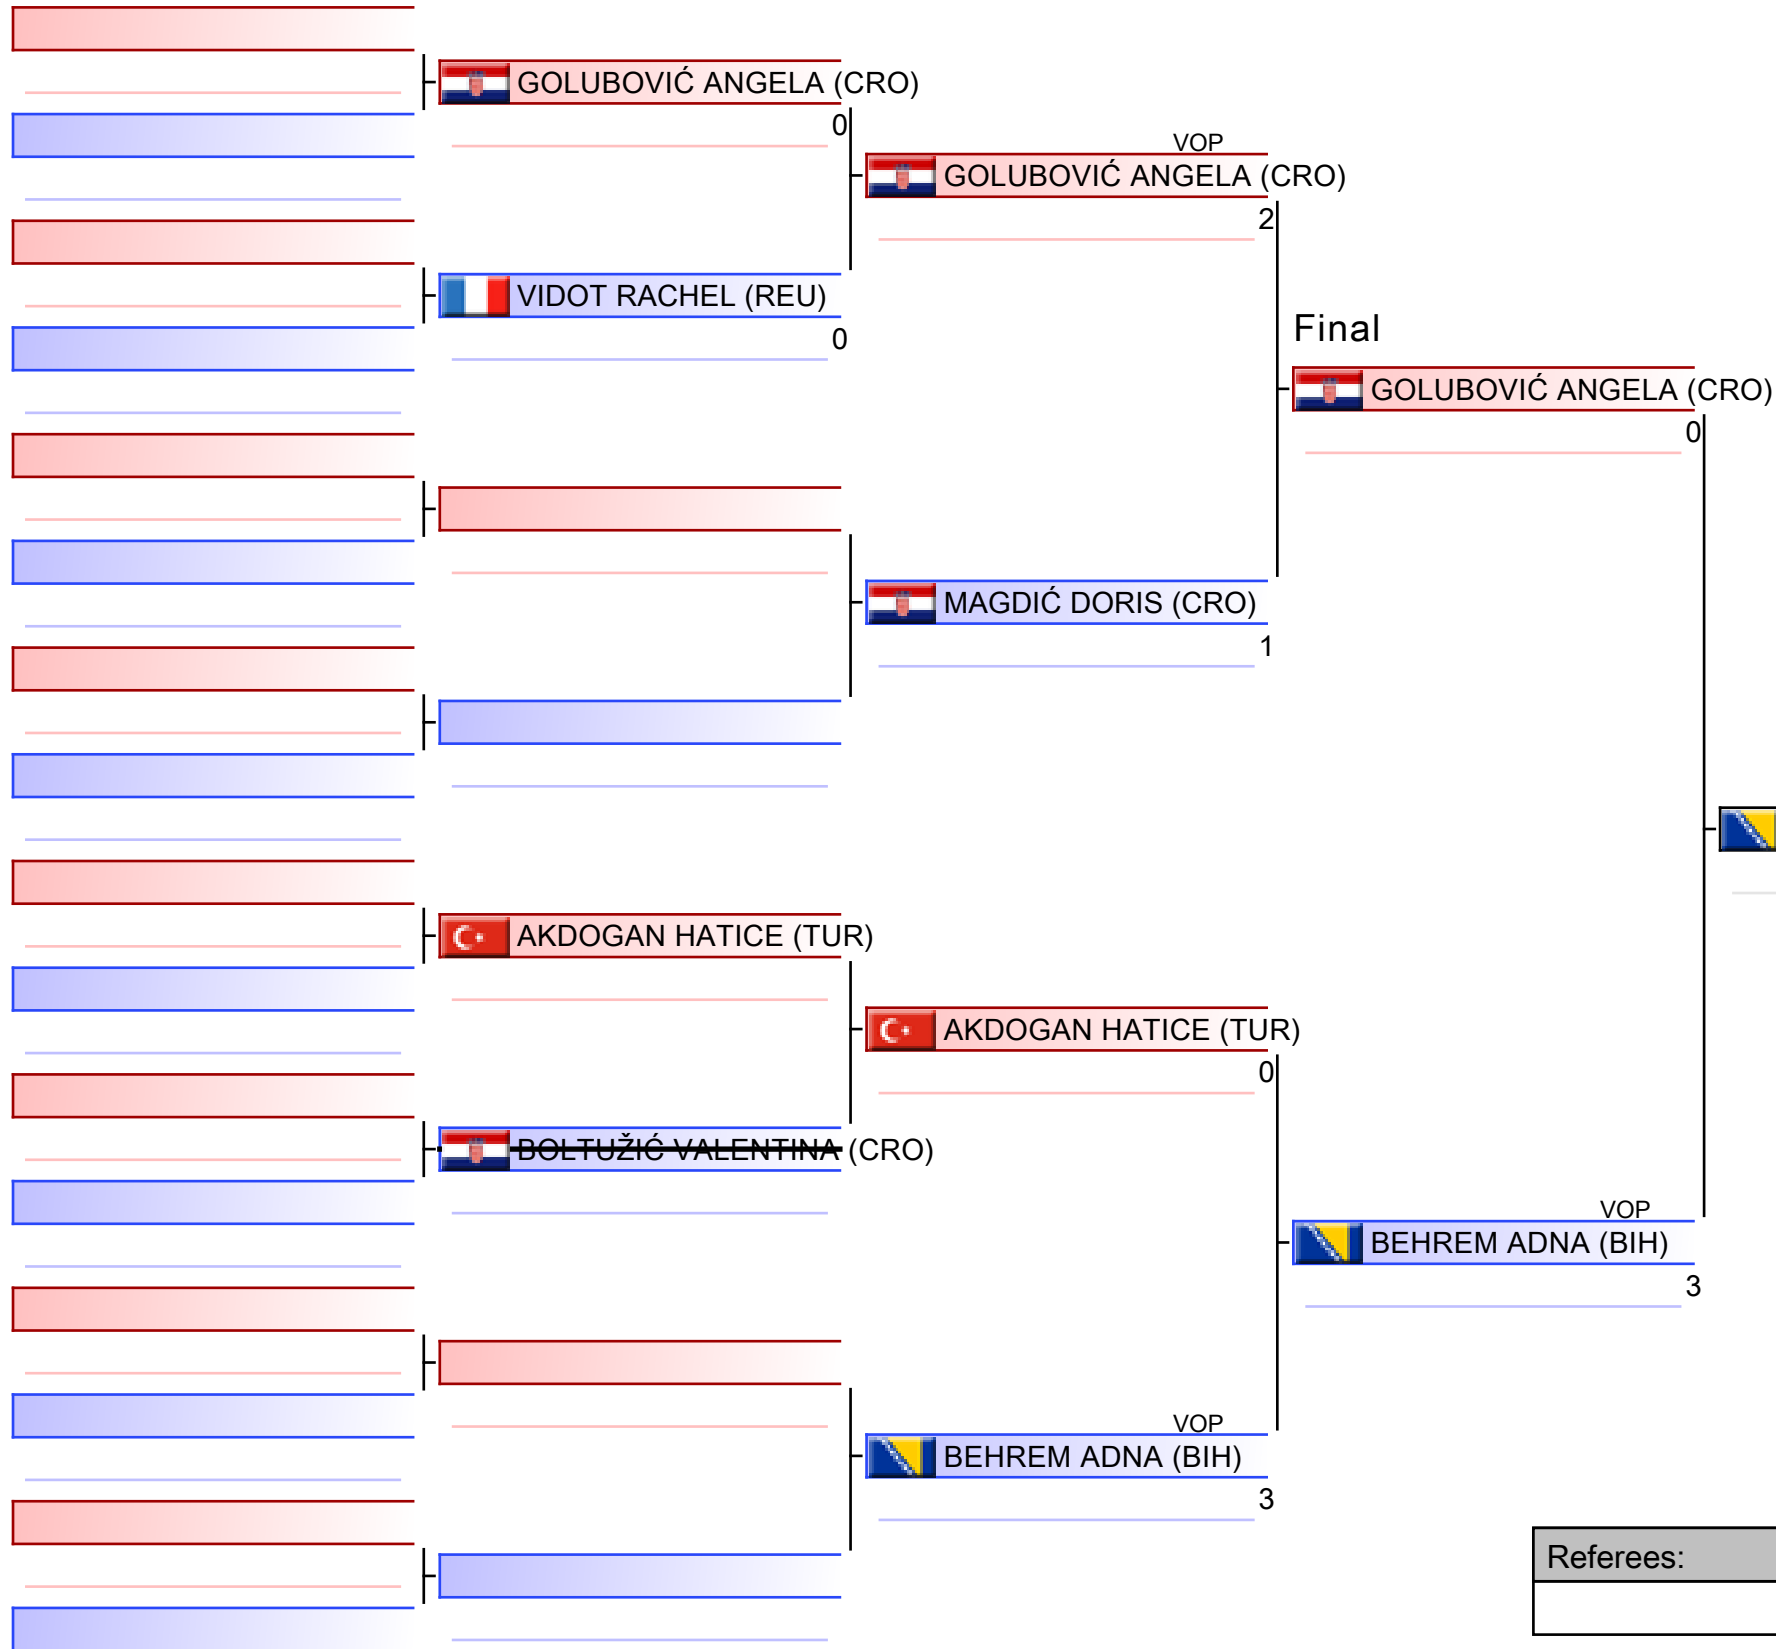 GOLUBOVIĆ ANGELA (CRO)
0
VOP
GOLUBOVIĆ ANGELA (CRO)
2
VIDOT RACHEL (REU)
0
Final
GOLUBOVIĆ ANGELA (CRO)
0
MAGDIĆ DORIS (CRO)
1
AKDOGAN HATICE (TUR)
AKDOGAN HATICE (TUR)
0
BOLTUŽIĆ VALENTINA (CRO)
VOP
BEHREM ADNA (BIH)
3
VOP
BEHREM ADNA (BIH)
3
Referees: